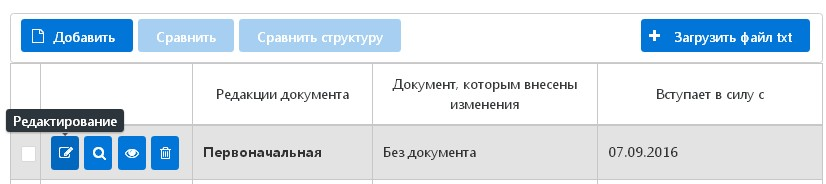 Добавить Сравнить Сравнить структуру + Загрузить файл txt
Редакции документа
Документ, которым внесены
изменения
Вступает в силу с
Редактирование
Первоначальная Без документа 07.09.2016